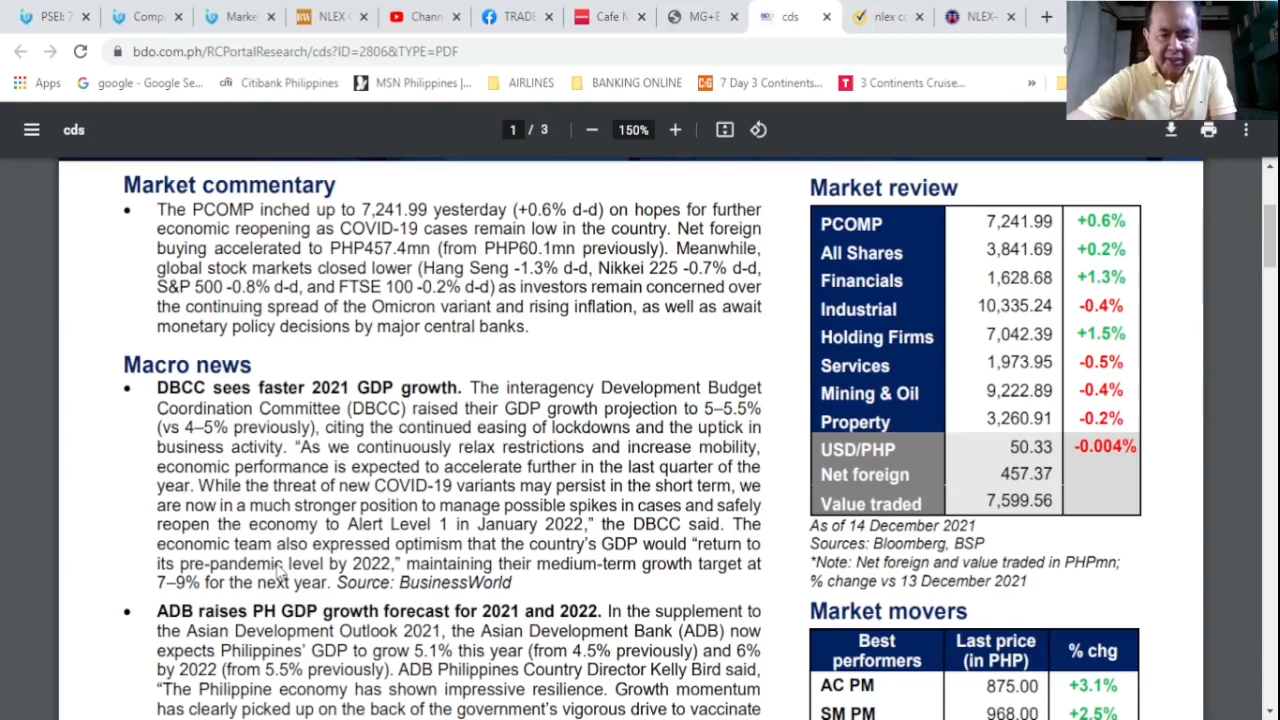 PSEI: 7
Comp
Marke
NLEX C
Chann
TRADE
Cafe M
MG+E
cds
nlex c
NLEX-
bdo.com.ph/RCPortalResearch/cds?ID=2806&TYPE=PDF
Apps
google - Google Se...
citi
Citibank Philippines
MSN Philippines |...
AIRLINES
BANKING ONLINE
7 Day 3 Continents...
3 Continents Cruise...
»
cds
1 / 3
150%
Market commentary
• The PCOMP inched up to 7,241.99 yesterday (+0.6% d-d) on hopes for further
economic reopening as COVID-19 cases remain low in the country. Net foreign
buying accelerated to PHP457.4mn (from PHP60.1mn previously). Meanwhile,
global stock markets closed lower (Hang Seng -1.3% d-d, Nikkei 225 -0.7% d-d,
S&P 500 -0.8% d-d, and FTSE 100 -0.2% d-d) as investors remain concerned over
the continuing spread of the Omicron variant and rising inflation, as well as await
monetary policy decisions by major central banks.
Macro news
• DBCC sees faster 2021 GDP growth. The interagency Development Budget
Coordination Committee (DBCC) raised their GDP growth projection to 5–5.5%
(vs 4–5% previously), citing the continued easing of lockdowns and the uptick in
business activity. “As we continuously relax restrictions and increase mobility,
economic performance is expected to accelerate further in the last quarter of the
year. While the threat of new COVID-19 variants may persist in the short term, we
are now in a much stronger position to manage possible spikes in cases and safely
reopen the economy to Alert Level 1 in January 2022,” the DBCC said. The
economic team also expressed optimism that the country’s GDP would “return to
its pre-pandemic level by 2022,” maintaining their medium-term growth target at
7–9% for the next year. Source: BusinessWorld
• ADB raises PH GDP growth forecast for 2021 and 2022. In the supplement to
the Asian Development Outlook 2021, the Asian Development Bank (ADB) now
expects Philippines’ GDP to grow 5.1% this year (from 4.5% previously) and 6%
by 2022 (from 5.5% previously). ADB Philippines Country Director Kelly Bird said,
“The Philippine economy has shown impressive resilience. Growth momentum
has clearly picked up on the back of the government’s vigorous drive to vaccinate
Market review
PCOMP 7,241.99 +0.6%
All Shares 3,841.69 +0.2%
Financials 1,628.68 +1.3%
Industrial 10,335.24 -0.4%
Holding Firms 7,042.39 +1.5%
Services 1,973.95 -0.5%
Mining & Oil 9,222.89 -0.4%
Property 3,260.91 -0.2%
USD/PHP 50.33 -0.004%
Net foreign 457.37
Value traded 7,599.56
As of 14 December 2021
Sources: Bloomberg, BSP
*Note: Net foreign and value traded in PHPmn;
% change vs 13 December 2021
Market movers
Best Last price % chg
performers (in PHP)
AC PM 875.00 +3.1%
SM PM 968.00 +2.5%